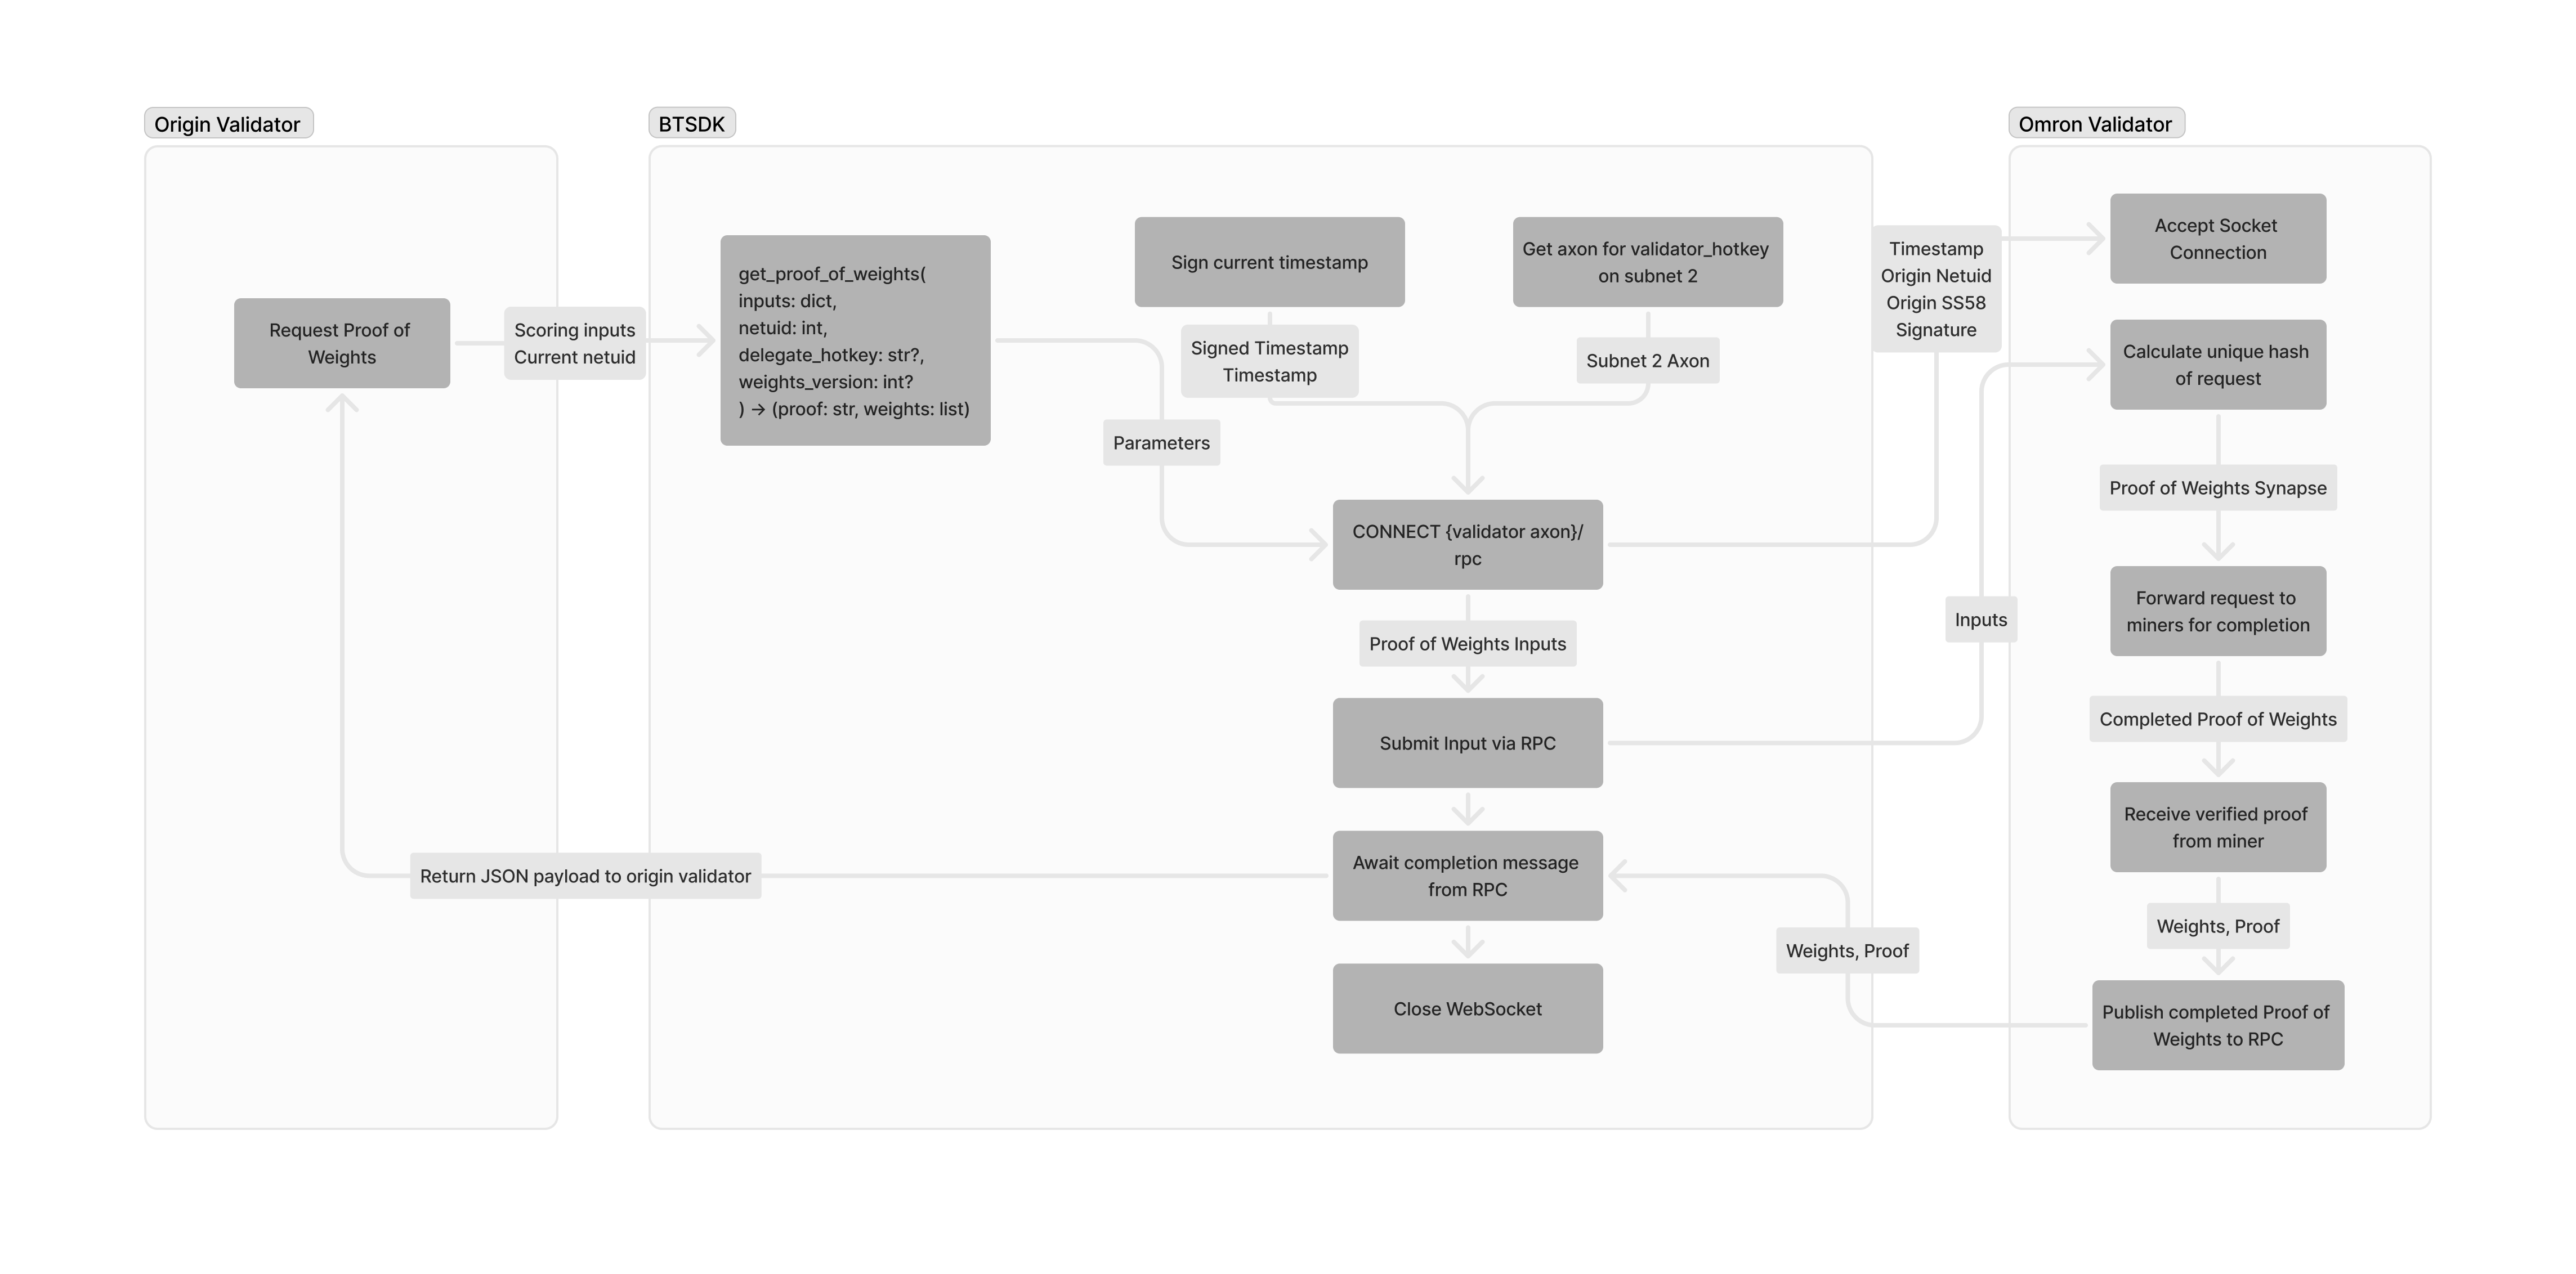 Origin Validator
BTSDK
Omron Validator
Request Proof of
Weights
Scoring inputs
Current netuid
get_proof_of_weights(
inputs: dict,
netuid: int,
delegate_hotkey: str?,
weights_version: int?
) → (proof: str, weights: list)
Parameters
Sign current timestamp
Signed Timestamp
Timestamp
Get axon for validator_hotkey
on subnet 2
Subnet 2 Axon
CONNECT {validator axon}/
rpc
Proof of Weights Inputs
Submit Input via RPC
Await completion message
from RPC
Close WebSocket
Return JSON payload to origin validator
Timestamp
Origin Netuid
Origin SS58
Signature
Inputs
Weights, Proof
Accept Socket
Connection
Calculate unique hash
of request
Proof of Weights Synapse
Forward request to
miners for completion
Completed Proof of Weights
Receive verified proof
from miner
Weights, Proof
Publish completed Proof of
Weights to RPC